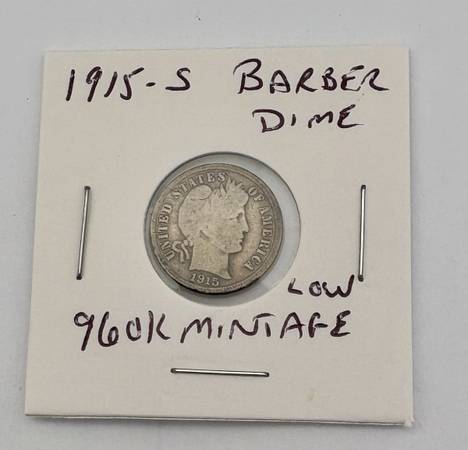 1915-S BARBER
DIME
UNITED STATES OF AMERICA
1915
LOW
960K MINTAGE